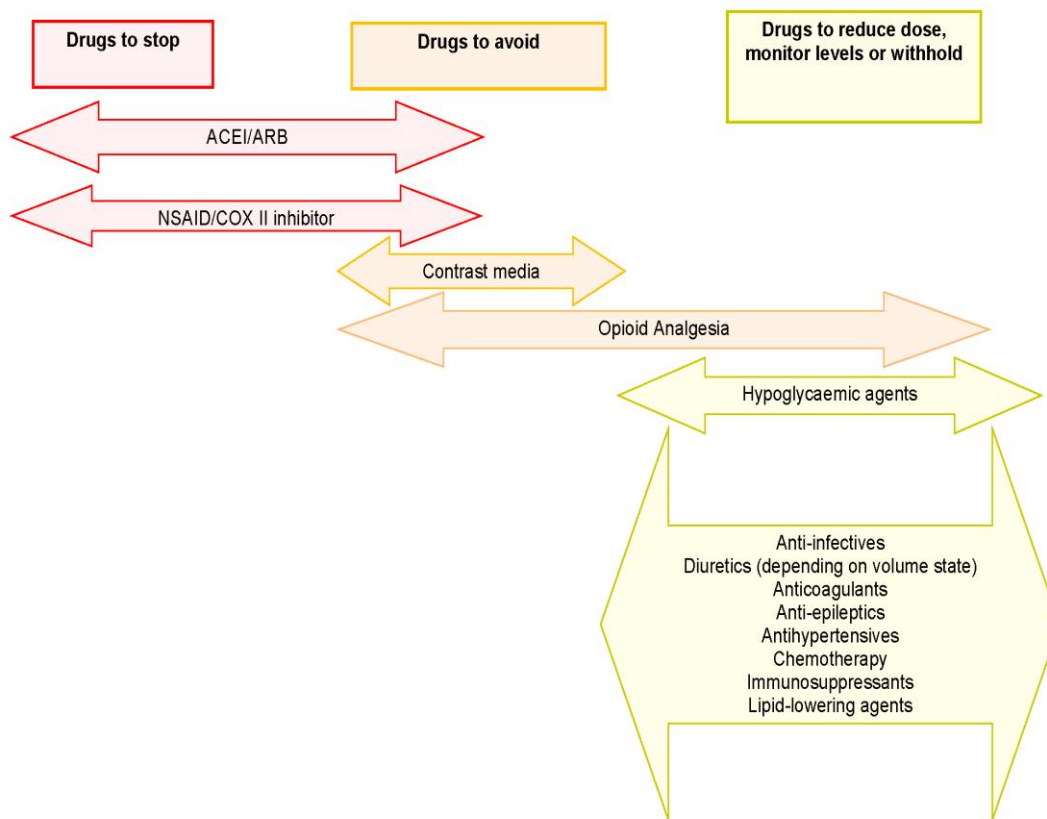 Drugs to stop
Drugs to avoid
Drugs to reduce dose,
monitor levels or withhold
ACEI/ARB
NSAID/COX II inhibitor
Contrast media
Opioid Analgesia
Hypoglycaemic agents
Anti-infectives
Diuretics (depending on volume state)
Anticoagulants
Anti-epileptics
Antihypertensives
Chemotherapy
Immunosuppressants
Lipid-lowering agents